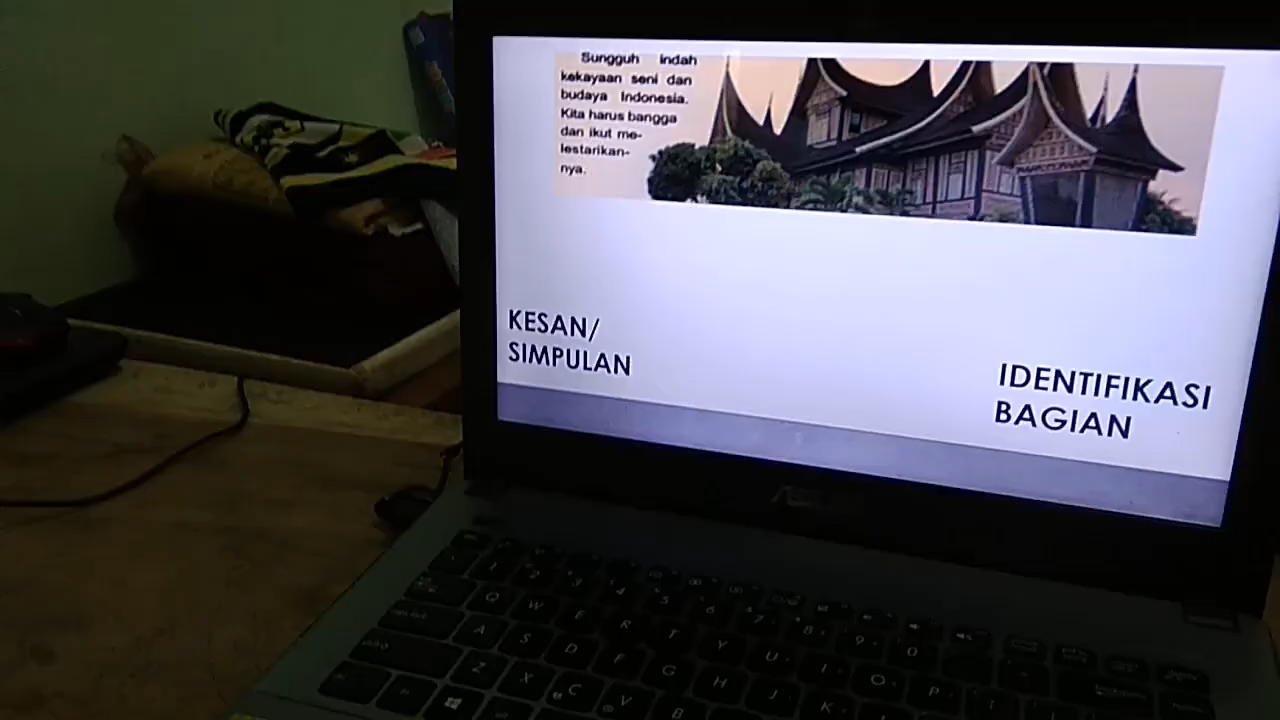 Sungguh indah
kekayaan seni dan
budaya Indonesia.
Kita harus bangga
dan ikut me-
lestarikan-
nya.
KESAN/
SIMPULAN
IDENTIFIKASI
BAGIAN
Q W E R T Y U I O P
A S D F G H J K
Z X C V B